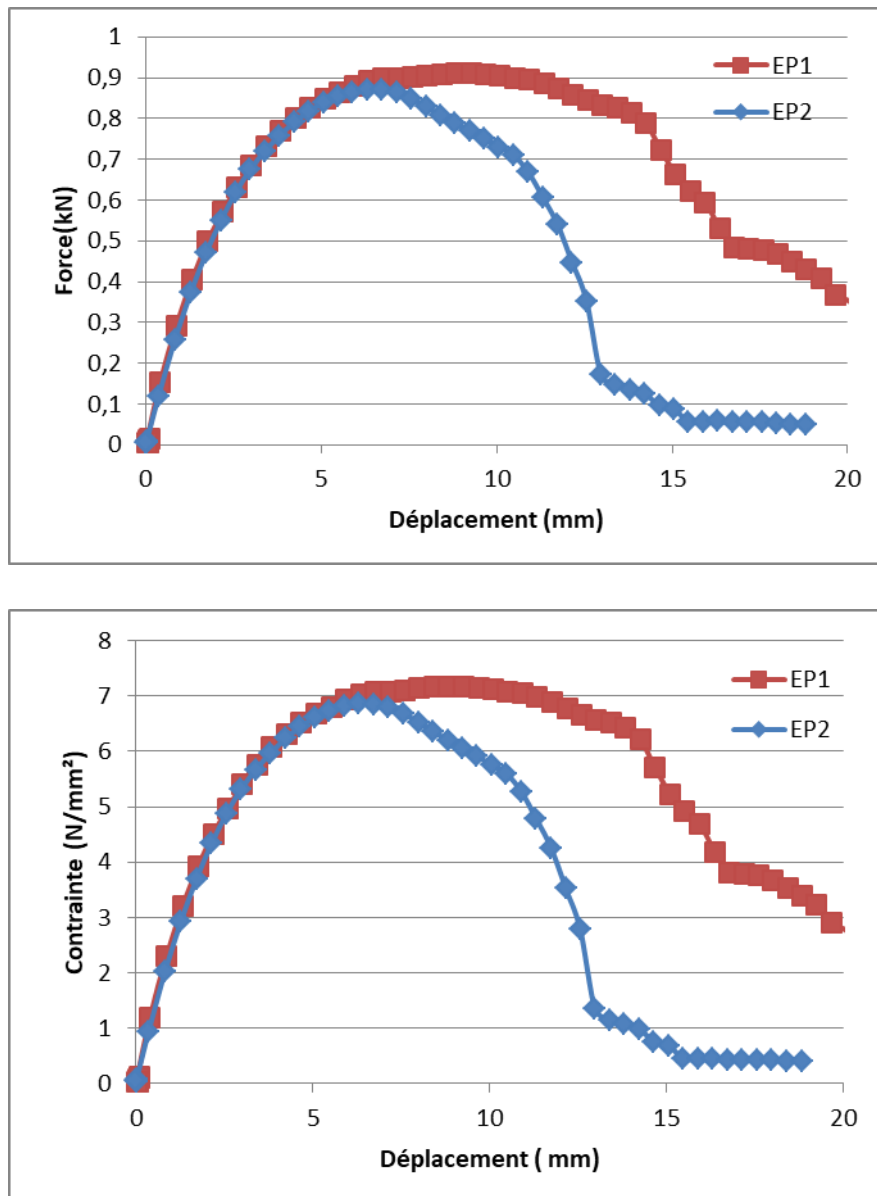 1
0,9
0,8
0,7
0,6
0,5
0,4
0,3
0,2
0,1
0
Force(kN)
EP1
EP2
0 5 10 15 20
Déplacement (mm)
8
7
6
5
4
3
2
1
0
Contrainte (N/mm²)
EP1
EP2
0 5 10 15 20
Déplacement ( mm)